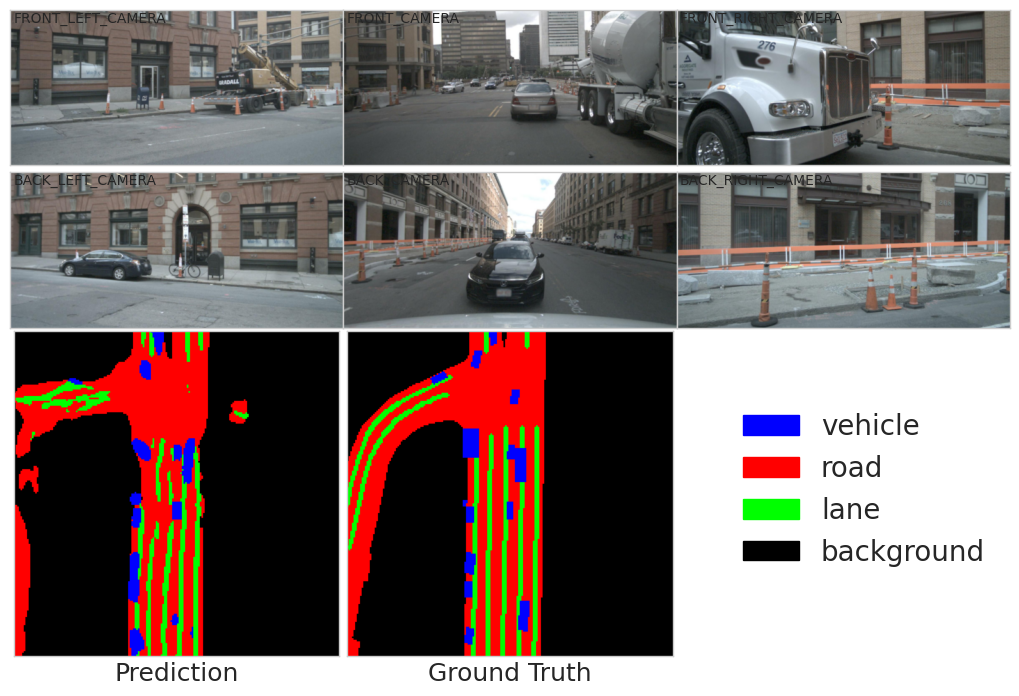 FRONT_LEFT_CAMERA
FRONT_CAMERA
FRONT_RIGHT_CAMERA
276
BACK_LEFT_CAMERA
BACK_CAMERA
BACK_RIGHT_CAMERA
vehicle
road
lane
background
Prediction
Ground Truth